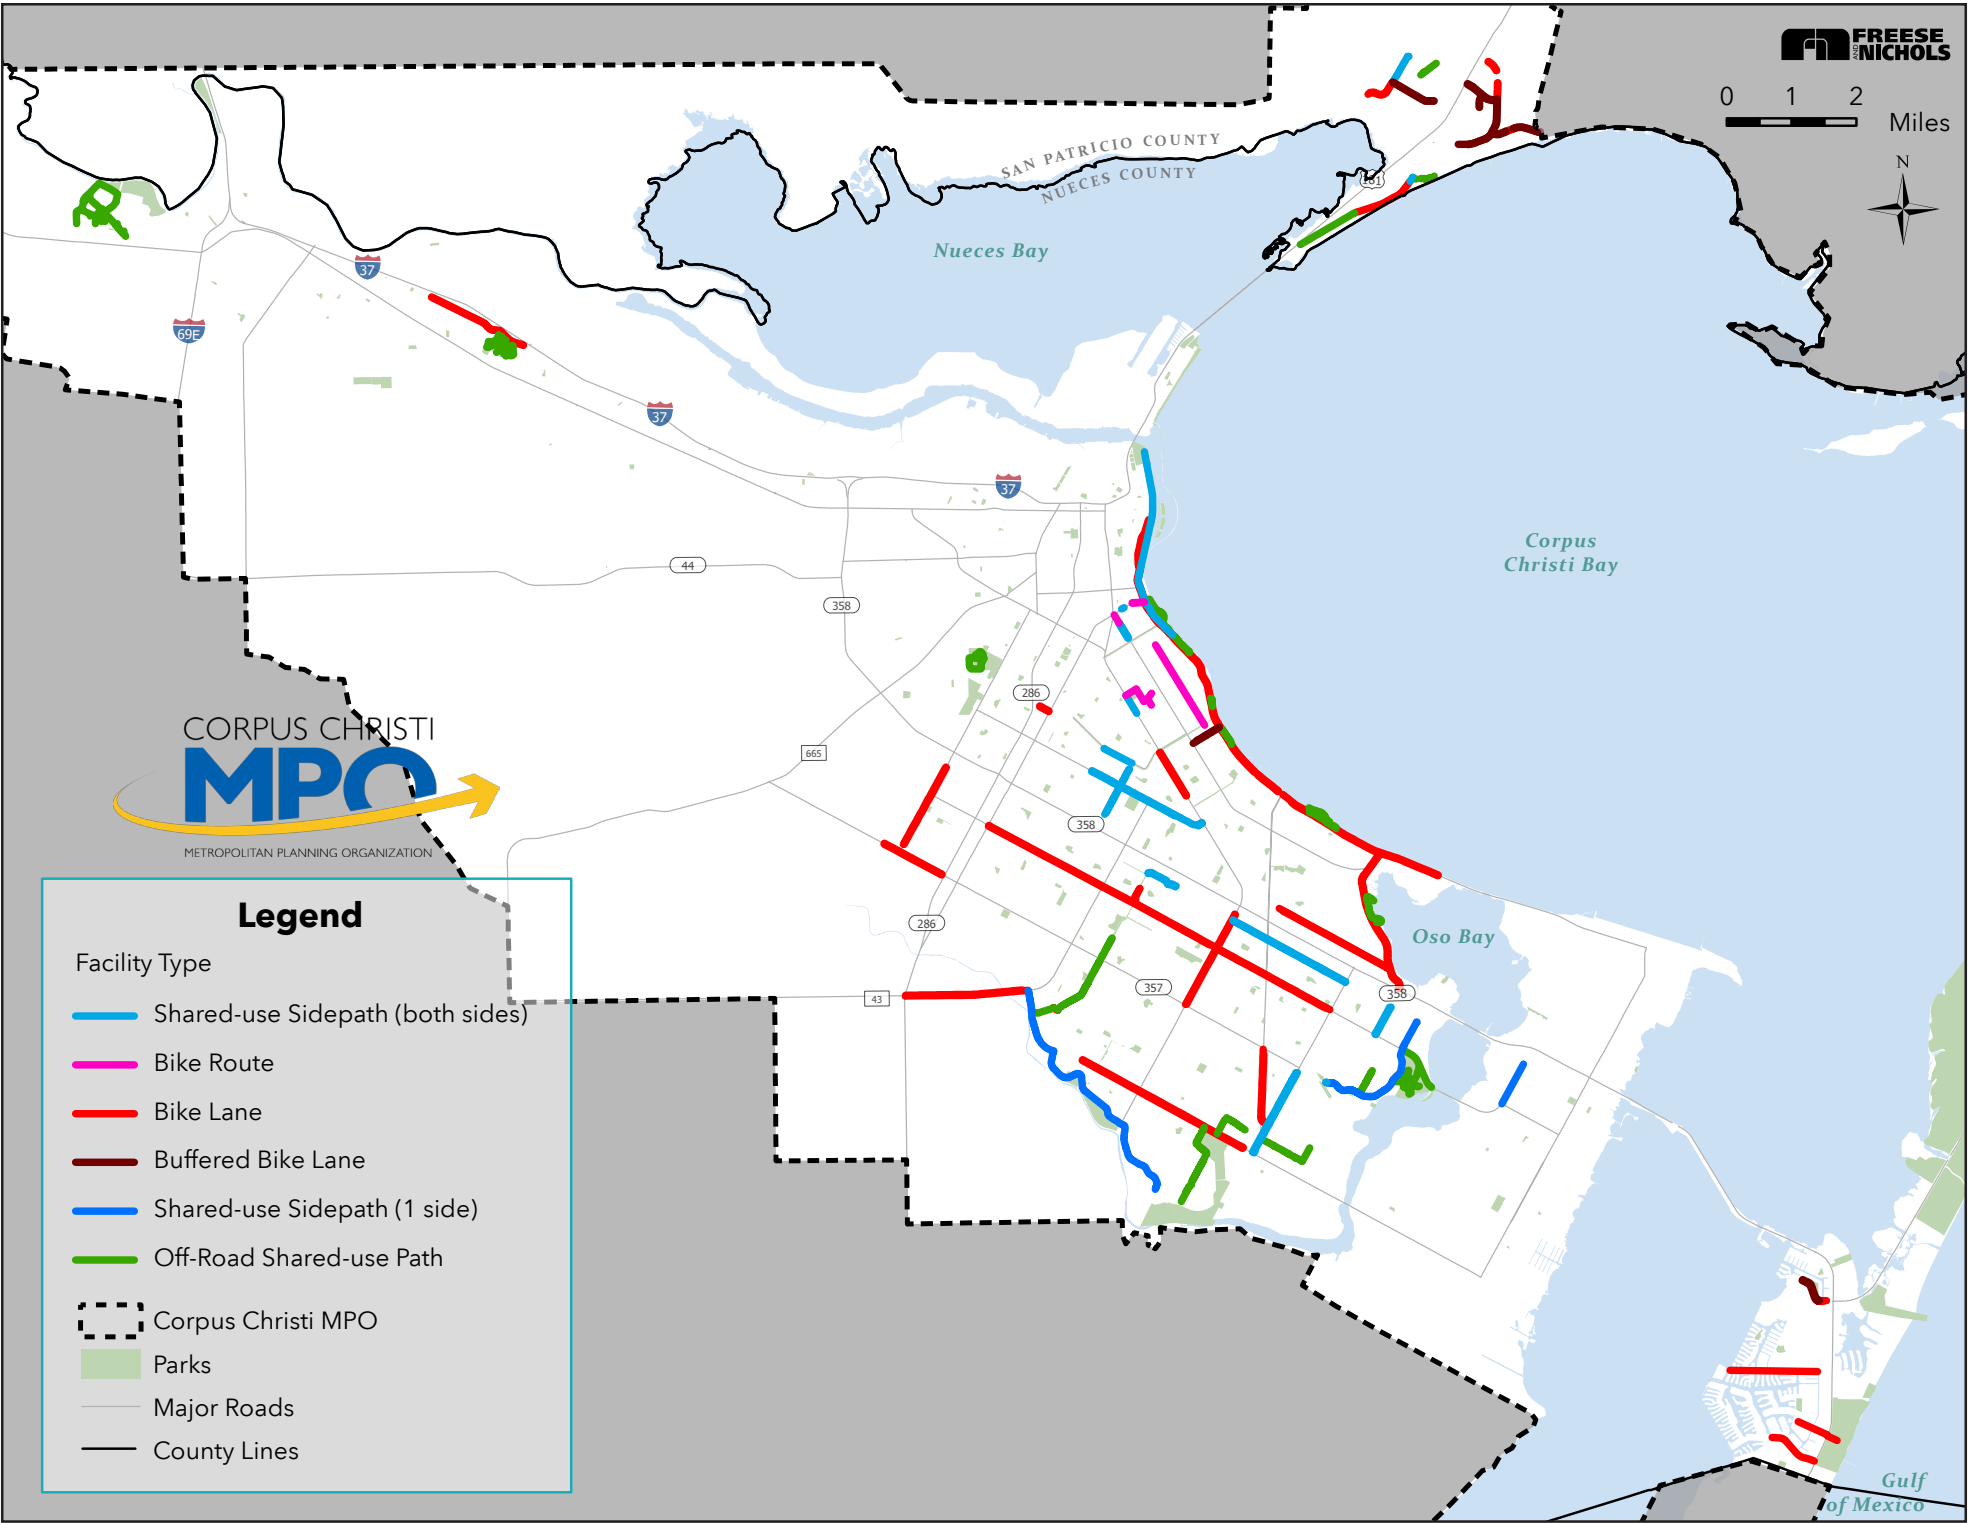 FREESE
AND
NICHOLS
0 1 2
Miles
N
SAN PATRICIO COUNTY
NUECES COUNTY
181
Nueces Bay
37
69E
37
37
Corpus
Christi Bay
44
358
286
665
358
286
Oso Bay
357
358
43
CORPUS CHRISTI
MPO
METROPOLITAN PLANNING ORGANIZATION
Legend
Facility Type
Shared-use Sidepath (both sides)
Bike Route
Bike Lane
Buffered Bike Lane
Shared-use Sidepath (1 side)
Off-Road Shared-use Path
Corpus Christi MPO
Parks
Major Roads
County Lines
Gulf
of Mexico